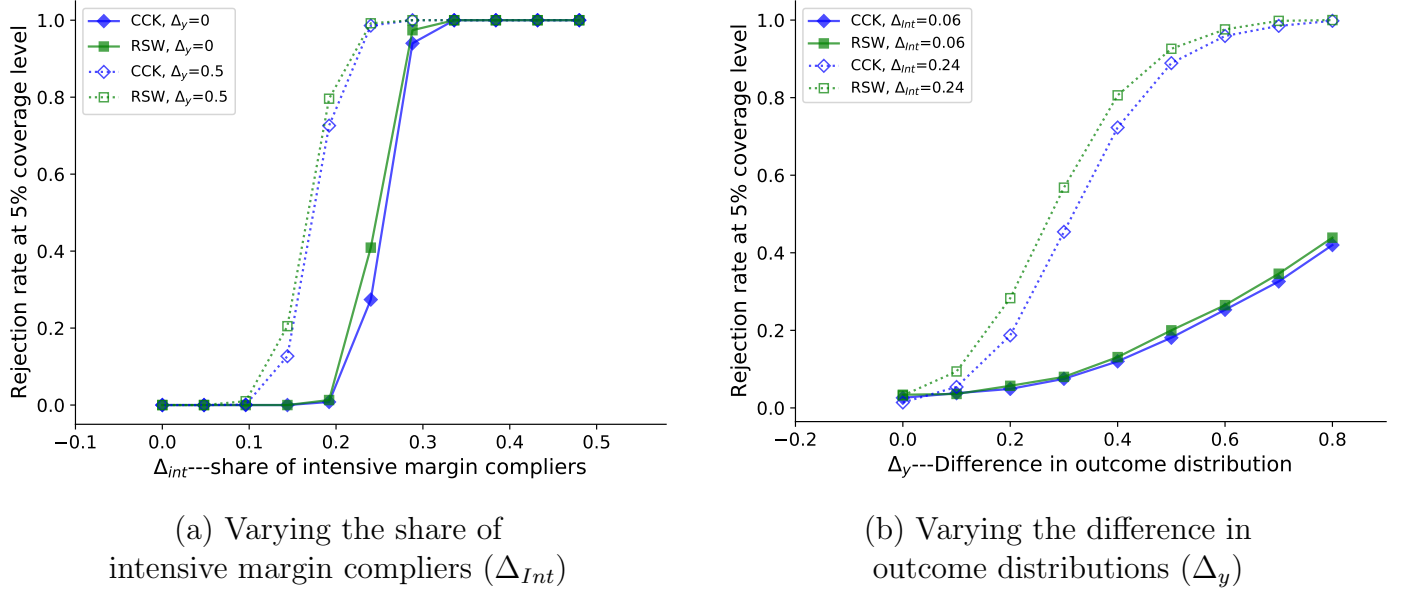 Rejection rate at 5% coverage level
1.0
0.8
0.6
0.4
0.2
0.0
CCK, Δy=0
RSW, Δy=0
CCK, Δy=0.5
RSW, Δy=0.5
−0.1 0.0 0.1 0.2 0.3 0.4 0.5
Δint---share of intensive margin compliers
(a) Varying the share of
intensive margin compliers (ΔInt)
Rejection rate at 5% coverage level
1.0
0.8
0.6
0.4
0.2
0.0
CCK, ΔInt=0.06
RSW, ΔInt=0.06
CCK, ΔInt=0.24
RSW, ΔInt=0.24
−0.2 0.0 0.2 0.4 0.6 0.8
Δy---Difference in outcome distribution
(b) Varying the difference in
outcome distributions (Δy)